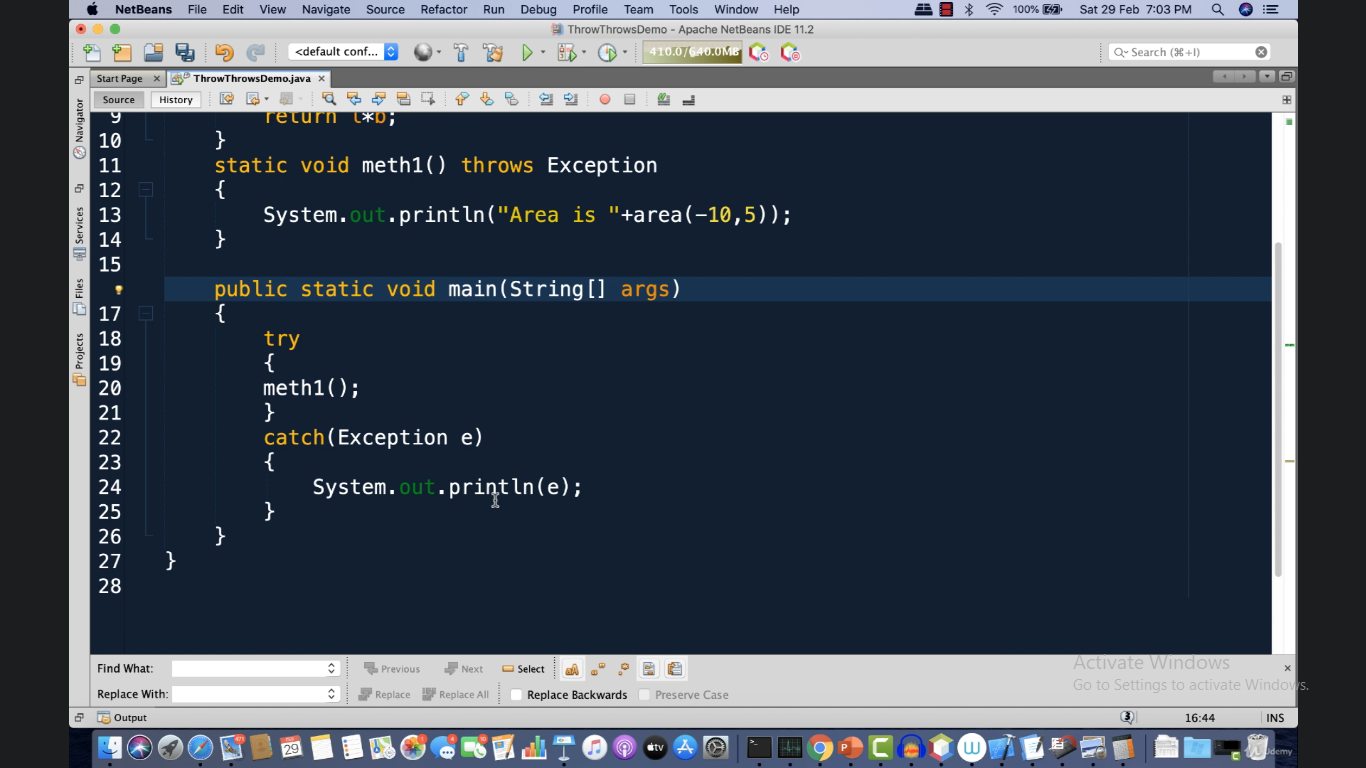 NetBeans File Edit View Navigate Source Refactor Run Debug Profile Team Tools Window Help 100% Sat 29 Feb 7:03 PM
ThrowThrowsDemo - Apache NetBeans IDE 11.2
<default conf... 410.0/640.0MB Search (⌘+I)
Start Page ThrowThrowsDemo.java
Source History
Navigator
Services
Files
Projects
9 return l*b;
10 }
11 static void meth1() throws Exception
12 {
13 System.out.println("Area is "+area(-10,5));
14 }
15
public static void main(String[] args)
17 {
18 try
19 {
20 meth1();
21 }
22 catch(Exception e)
23 {
24 System.out.println(e);
25 }
26 }
27 }
28
Find What: Previous Next Select
Replace With: Replace Replace All Replace Backwards Preserve Case
Activate Windows
Go to Settings to activate Windows.
Output 3 16:44 INS
tv
Udemy